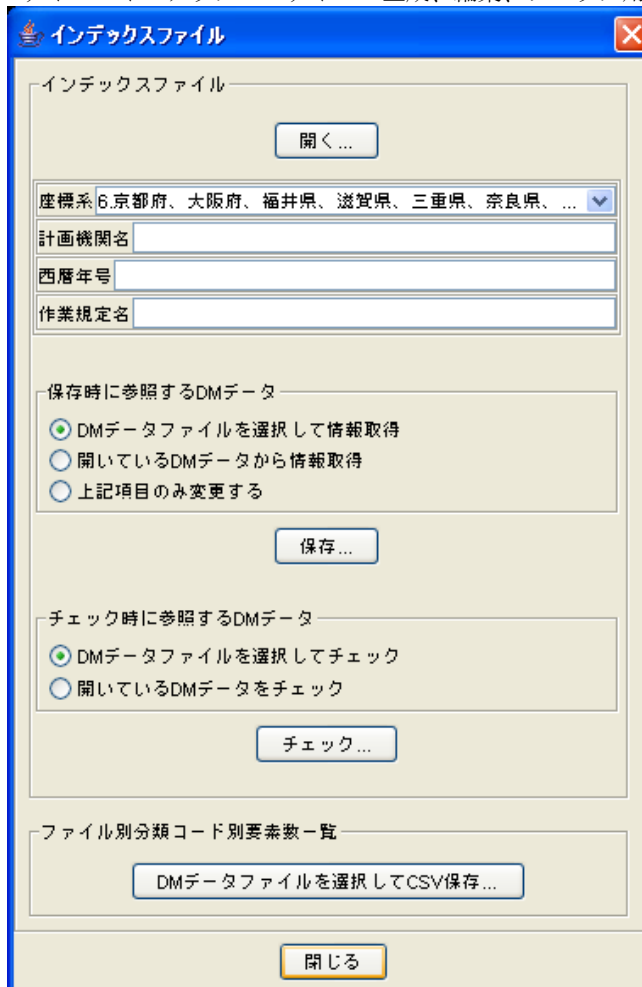 インデックスファイル
インデックスファイル
開く...
座標系 6.京都府、大阪府、福井県、滋賀県、三重県、奈良県、...
計画機関名
西暦年号
作業規定名
保存時に参照するDMデータ
DMデータファイルを選択して情報取得
開いているDMデータから情報取得
上記項目のみ変更する
保存...
チェック時に参照するDMデータ
DMデータファイルを選択してチェック
開いているDMデータをチェック
チェック...
ファイル別分類コード別要素数一覧
DMデータファイルを選択してCSV保存...
閉じる